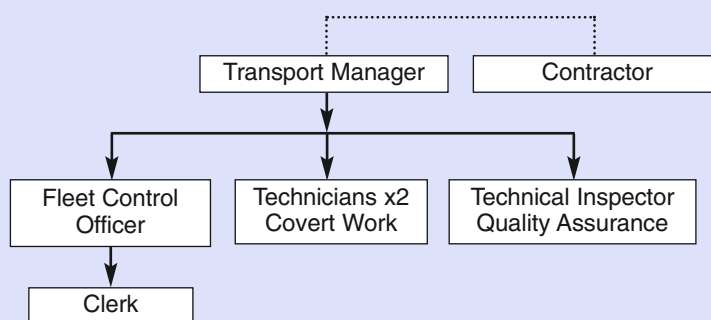 Transport Manager
Contractor
Fleet Control
Officer
Technicians x2
Covert Work
Technical Inspector
Quality Assurance
Clerk